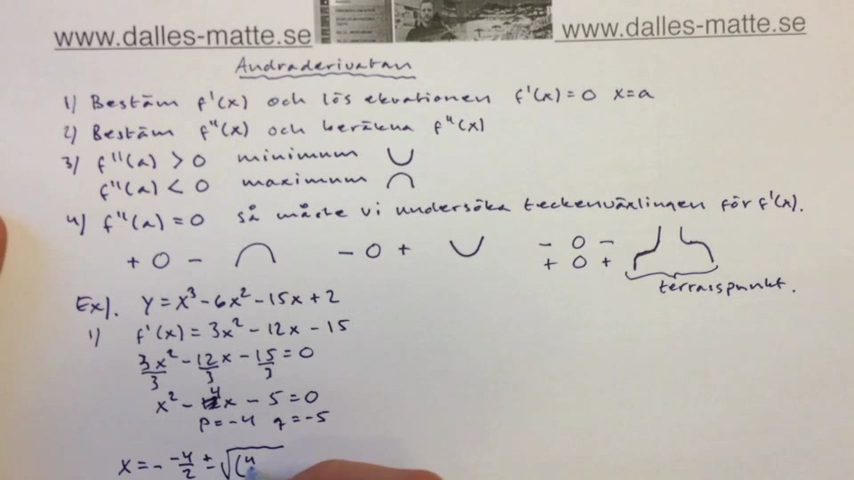 www.dalles-matte.se www.dalles-matte.se
Andraderivatan
1) Bestäm f'(x) och lös ekvationen f'(x)=0 x=a
2) Bestäm f"(x) och beräkna f"(x)
3) f"(a) > 0 minimum
f"(a) < 0 maximum
4) f"(a) = 0 så måste vi undersöka teckenväxlingen för f'(x).
+ 0 - - 0 + - 0 -
+ 0 +
terrasspunkt.
Ex). y = x³ - 6x² - 15x + 2
1) f'(x) = 3x² - 12x - 15
3x²/3 - 12x/3 - 15/3 = 0
x² - 4x - 5 = 0
p = -4 q = -5
x = - -4/2 ± √(4